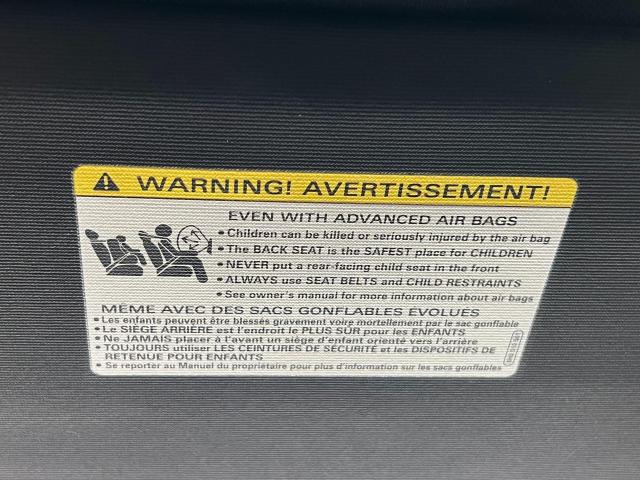 WARNING! AVERTISSEMENT!
EVEN WITH ADVANCED AIR BAGS
• Children can be killed or seriously injured by the air bag
• The BACK SEAT is the SAFEST place for CHILDREN
• NEVER put a rear-facing child seat in the front
• ALWAYS use SEAT BELTS and CHILD RESTRAINTS
• See owner's manual for more information about air bags
MÊME AVEC DES SACS GONFLABLES ÉVOLUÉS
• Les enfants peuvent être blessés gravement voire mortellement par le sac gonflable
• Le SIÈGE ARRIÈRE est l'endroit le PLUS SÛR pour les ENFANTS
• Ne JAMAIS placer à l'avant un siège d'enfant orienté vers l'arrière
• TOUJOURS utiliser LES CEINTURES DE SÉCURITÉ et les DISPOSITIFS DE
RETENUE POUR ENFANTS
• Se reporter au Manuel du propriétaire pour plus d'information sur les sacs gonflables